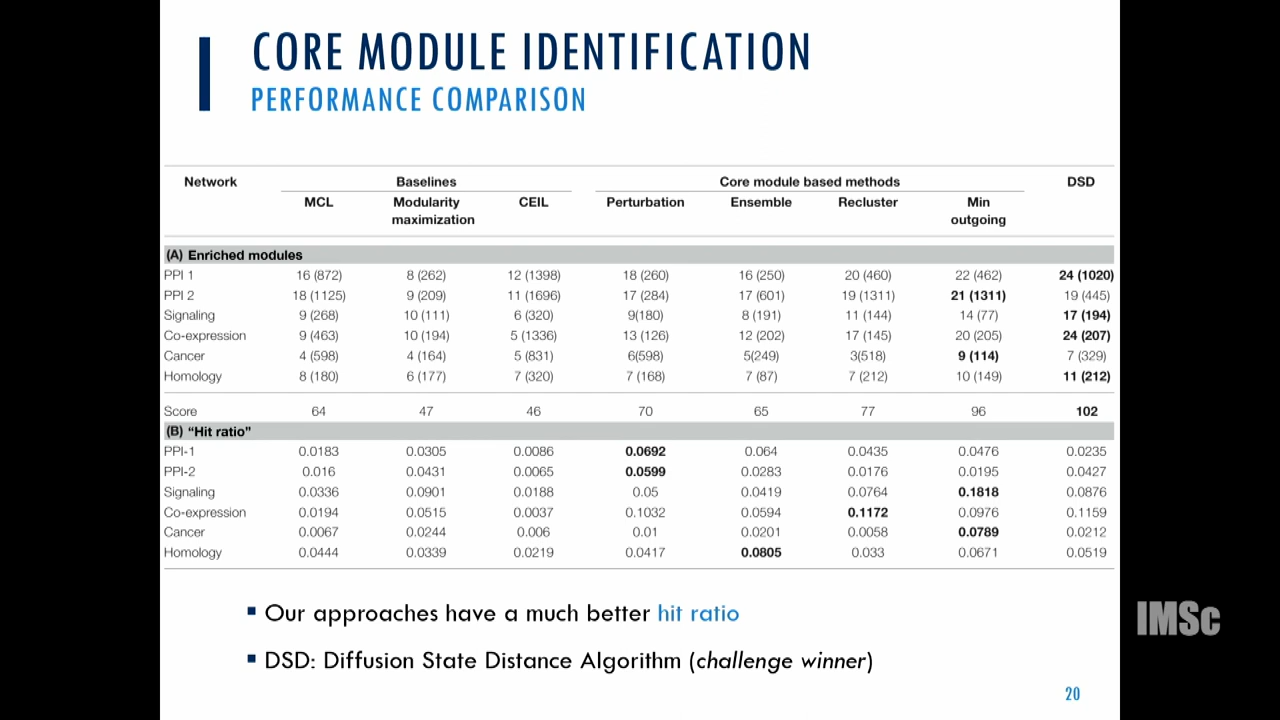 CORE MODULE IDENTIFICATION
PERFORMANCE COMPARISON
Network Baselines Core module based methods DSD
MCL Modularity maximization CEIL Perturbation Ensemble Recluster Min outgoing
(A) Enriched modules
PPI 1 16 (872) 8 (262) 12 (1398) 18 (260) 16 (250) 20 (460) 22 (462) 24 (1020)
PPI 2 18 (1125) 9 (209) 11 (1696) 17 (284) 17 (601) 19 (1311) 21 (1311) 19 (445)
Signaling 9 (268) 10 (111) 6 (320) 9(180) 8 (191) 11 (144) 14 (77) 17 (194)
Co-expression 9 (463) 10 (194) 5 (1336) 13 (126) 12 (202) 17 (145) 20 (205) 24 (207)
Cancer 4 (598) 4 (164) 5 (831) 6(598) 5(249) 3(518) 9 (114) 7 (329)
Homology 8 (180) 6 (177) 7 (320) 7 (168) 7 (87) 7 (212) 10 (149) 11 (212)
Score 64 47 46 70 65 77 96 102
(B) "Hit ratio"
PPI-1 0.0183 0.0305 0.0086 0.0692 0.064 0.0435 0.0476 0.0235
PPI-2 0.016 0.0431 0.0065 0.0599 0.0283 0.0176 0.0195 0.0427
Signaling 0.0336 0.0901 0.0188 0.05 0.0419 0.0764 0.1818 0.0876
Co-expression 0.0194 0.0515 0.0037 0.1032 0.0594 0.1172 0.0976 0.1159
Cancer 0.0067 0.0244 0.006 0.01 0.0201 0.0058 0.0789 0.0212
Homology 0.0444 0.0339 0.0219 0.0417 0.0805 0.033 0.0671 0.0519
▪ Our approaches have a much better hit ratio
▪ DSD: Diffusion State Distance Algorithm (challenge winner)
IMSc
20